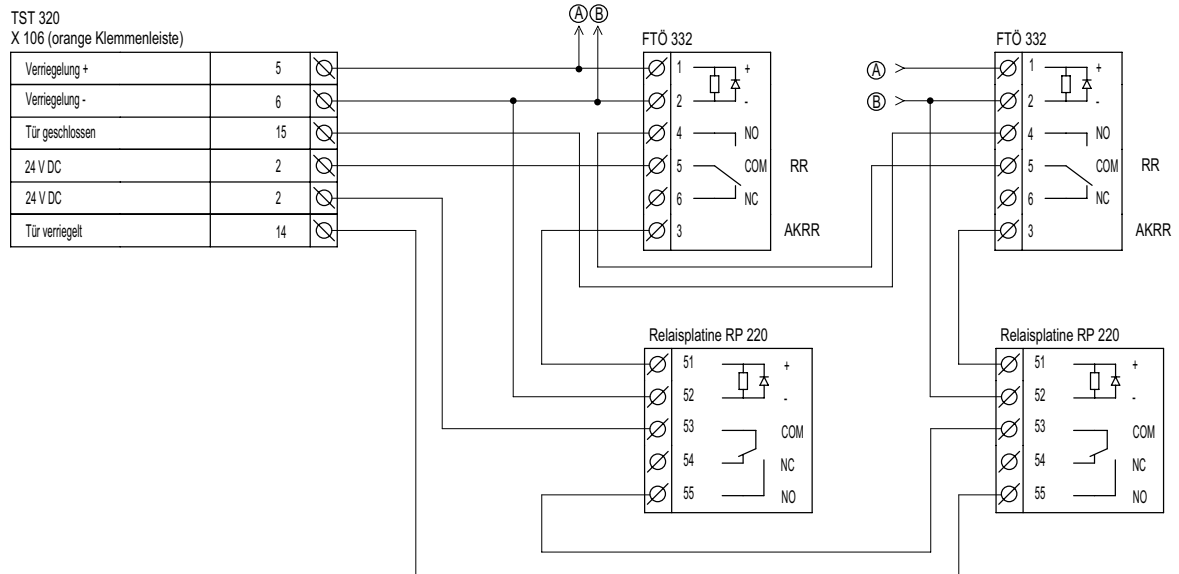 TST 320
X 106 (orange Klemmenleiste)
Verriegelung + 5
Verriegelung - 6
Tür geschlossen 15
24 V DC 2
24 V DC 2
Tür verriegelt 14
A B
FTÖ 332
1 +
2 -
4 NO
5 COM RR
6 NC
3 AKRR
FTÖ 332
A 1 +
B 2 -
4 NO
5 COM RR
6 NC
3 AKRR
Relaisplatine RP 220
51 +
52 -
53 COM
54 NC
55 NO
Relaisplatine RP 220
51 +
52 -
53 COM
54 NC
55 NO